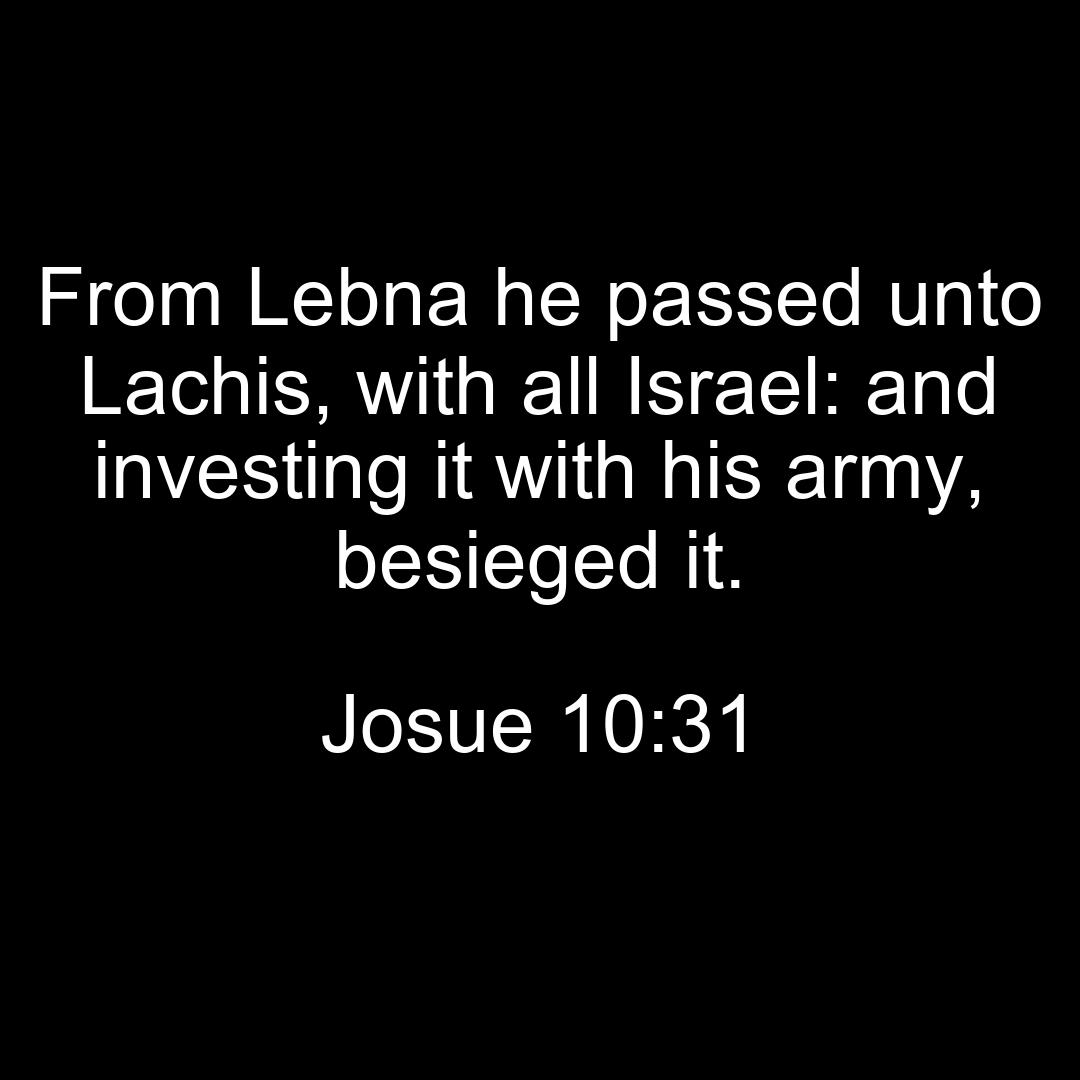 From Lebna he passed unto
Lachis, with all Israel: and
investing it with his army,
besieged it.
Josue 10:31